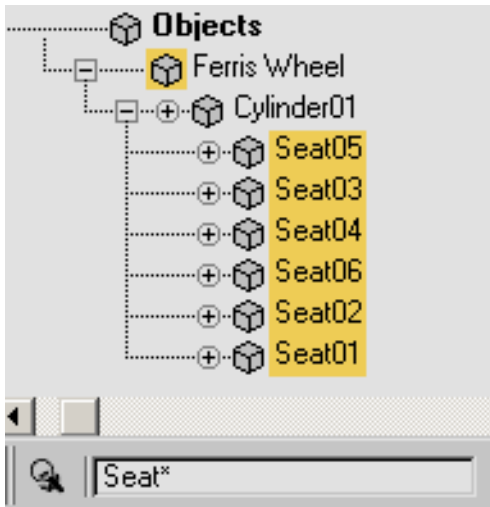 Objects
Ferris Wheel
Cylinder01
Seat05
Seat03
Seat04
Seat06
Seat02
Seat01
Seat*